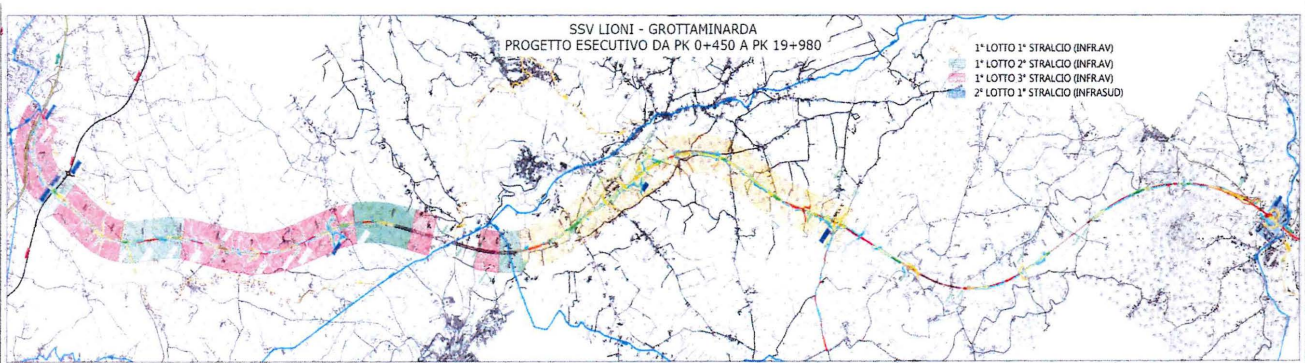 SSV LIONI - GROTTAMINARDA
PROGETTO ESECUTIVO DA PK 0+450 A PK 19+980
1° LOTTO 1° STRALCIO (INFR.AV)
1° LOTTO 2° STRALCIO (INFR.AV)
1° LOTTO 3° STRALCIO (INFR.AV)
2° LOTTO 1° STRALCIO (INFRASUD)